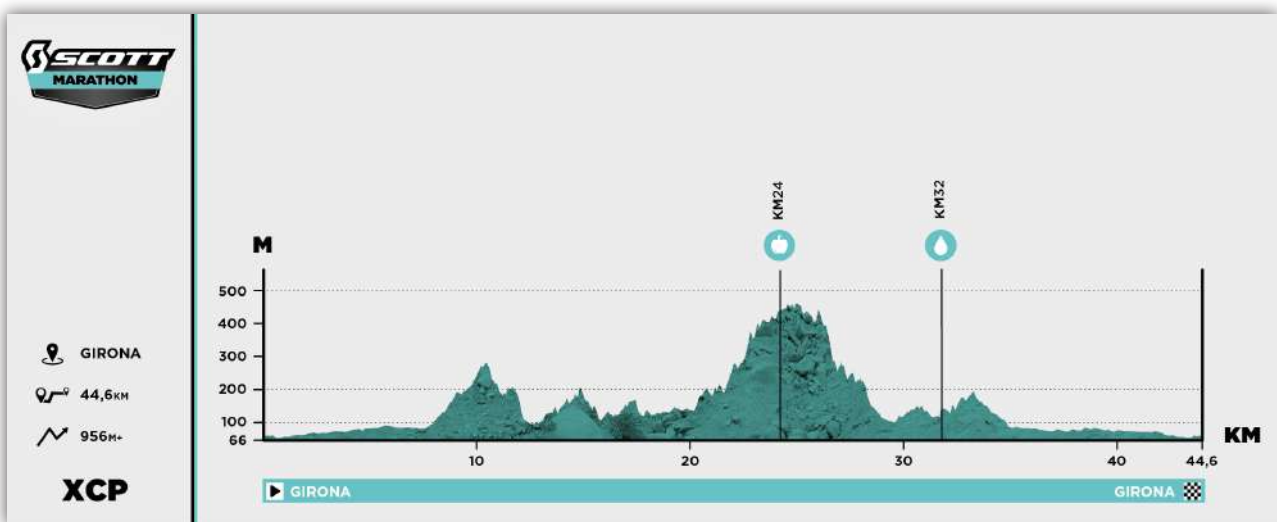 SCOTT
MARATHON
GIRONA
44,6KM
956M+
XCP
M
500
400
300
200
100
66
KM24
KM32
10
20
30
40
44,6
KM
GIRONA
GIRONA